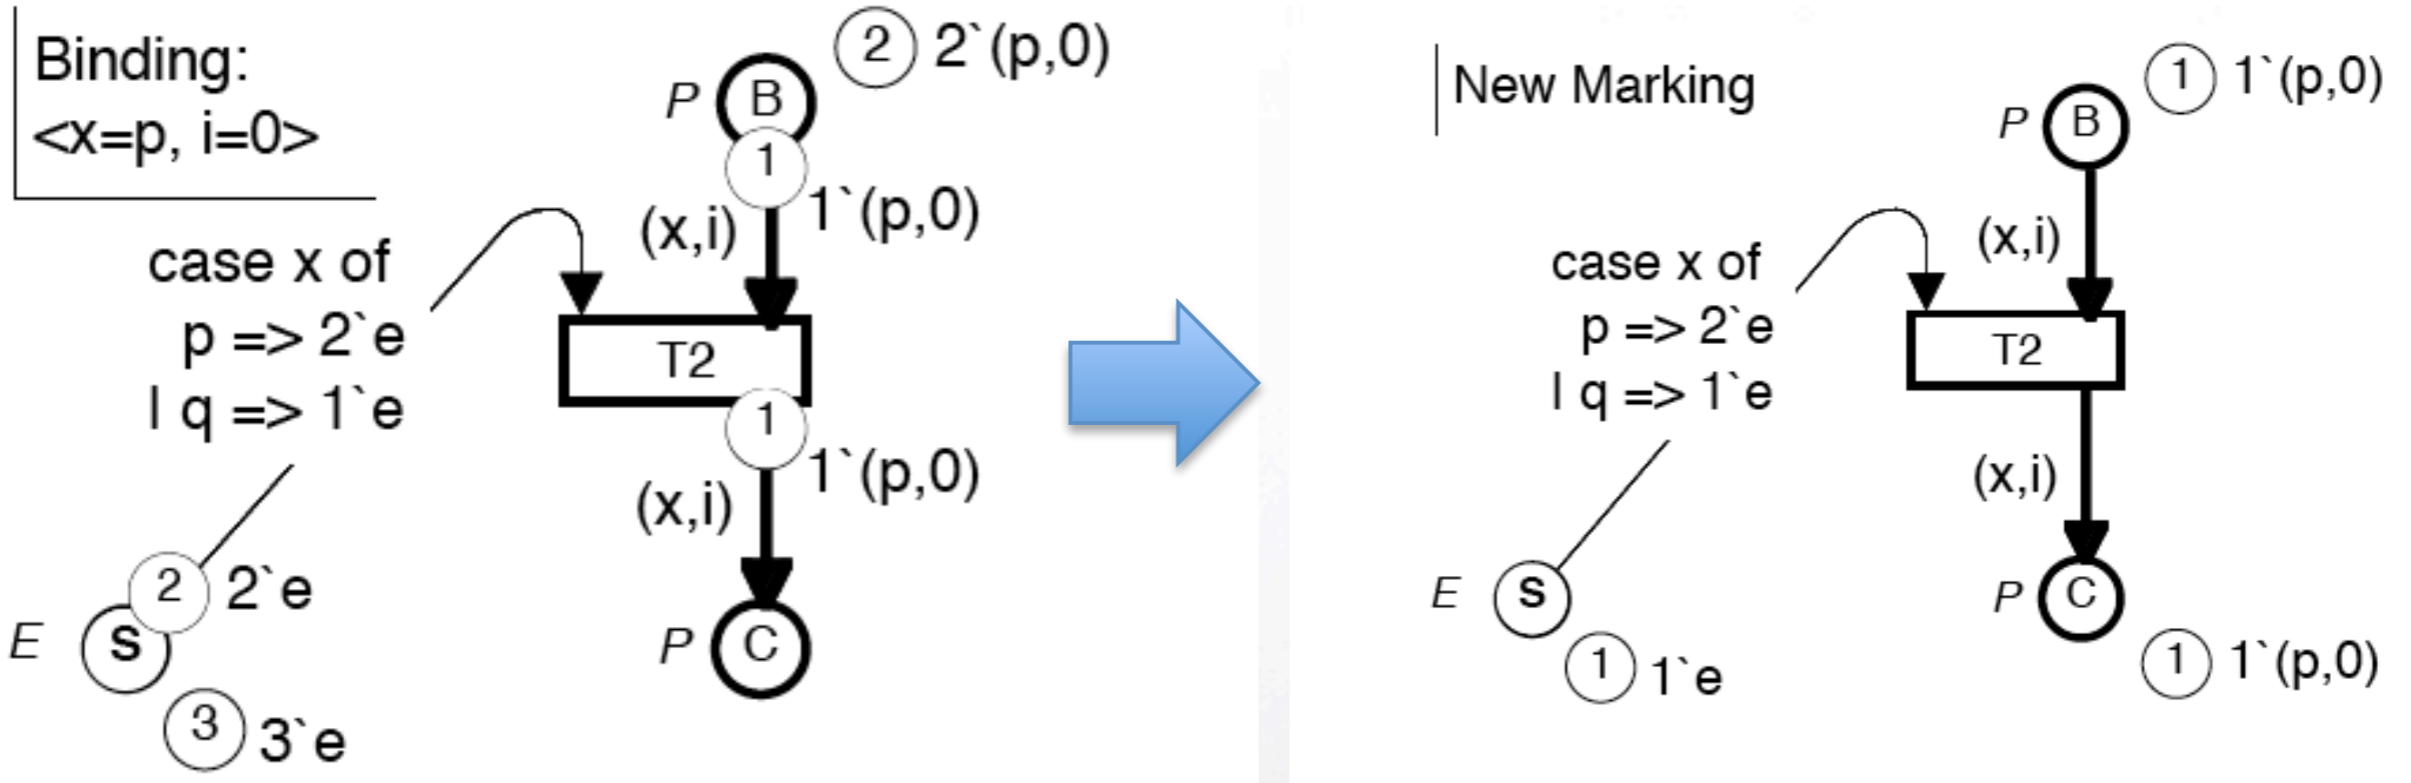 Binding:
<x=p, i=0>
2 2`(p,0)
P B
1
1`(p,0)
(x,i)
case x of
p => 2`e
l q => 1`e
T2
1
1`(p,0)
(x,i)
2 2`e
E S
P C
3 3`e
New Marking
1 1`(p,0)
P B
(x,i)
case x of
p => 2`e
l q => 1`e
T2
(x,i)
E S
P C
1 1`e
1 1`(p,0)